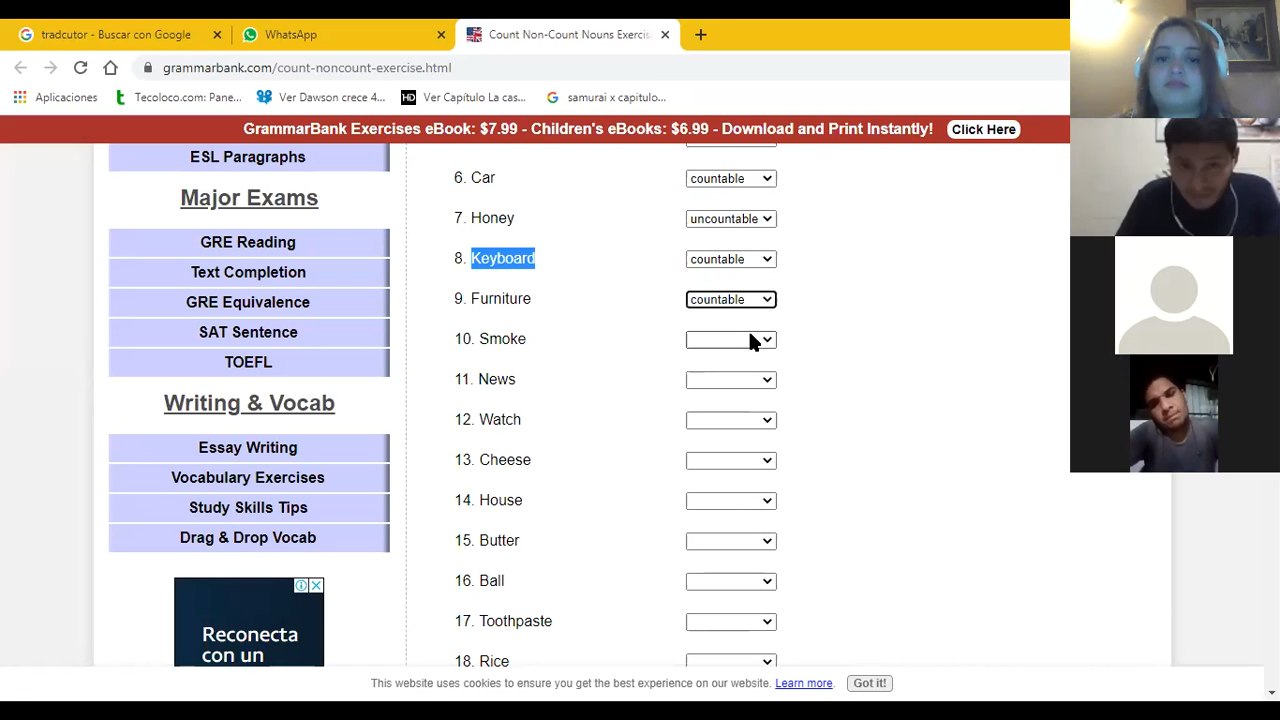 tradcutor - Buscar con Google
WhatsApp
Count Non-Count Nouns Exercis
grammarbank.com/count-noncount-exercise.html
Aplicaciones
Tecoloco.com: Pane...
Ver Dawson crece 4...
HD
Ver Capítulo La cas...
samurai x capitulo...
GrammarBank Exercises eBook: $7.99 - Children's eBooks: $6.99 - Download and Print Instantly!
Click Here
ESL Paragraphs
Major Exams
GRE Reading
Text Completion
GRE Equivalence
SAT Sentence
TOEFL
Writing & Vocab
Essay Writing
Vocabulary Exercises
Study Skills Tips
Drag & Drop Vocab
Reconecta
con un
6. Car countable
7. Honey uncountable
8. Keyboard countable
9. Furniture countable
10. Smoke
11. News
12. Watch
13. Cheese
14. House
15. Butter
16. Ball
17. Toothpaste
18. Rice
This website uses cookies to ensure you get the best experience on our website. Learn more. Got it!